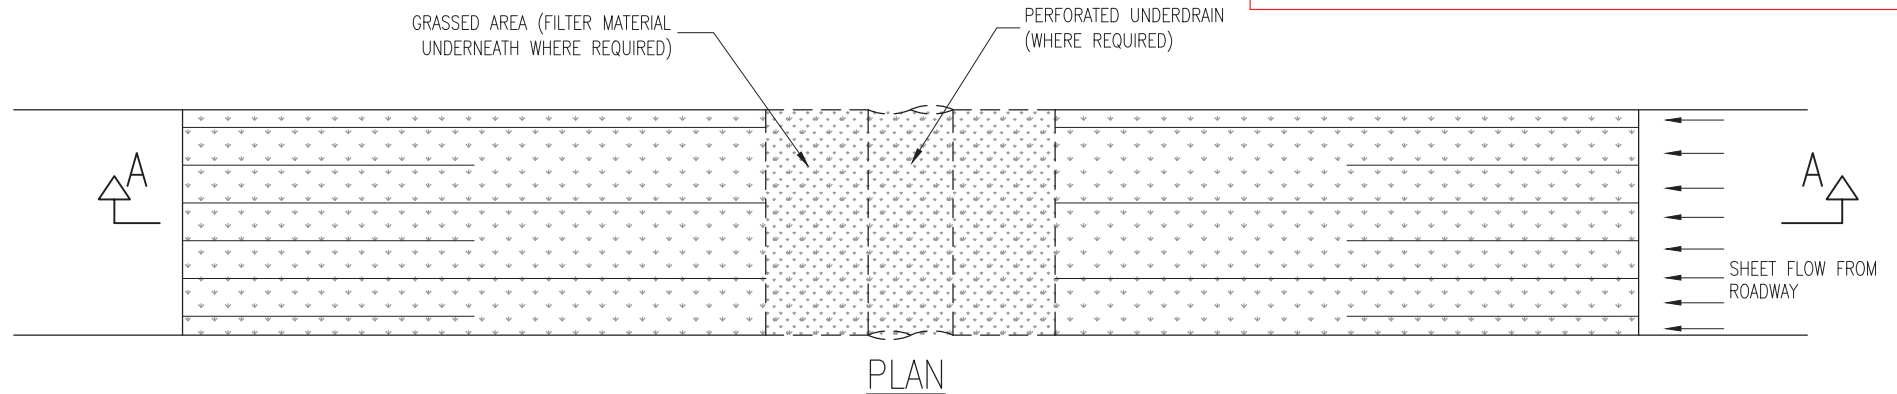 GRASSED AREA (FILTER MATERIAL
UNDERNEATH WHERE REQUIRED)
PERFORATED UNDERDRAIN
(WHERE REQUIRED)
A
A
SHEET FLOW FROM
ROADWAY
PLAN